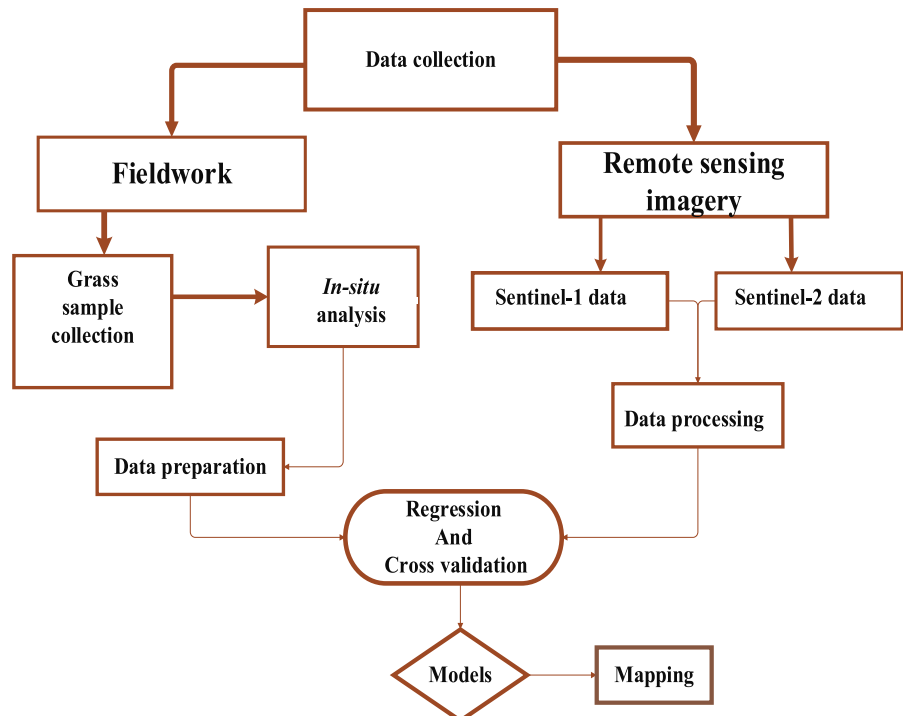 Data collection
Fieldwork
Remote sensing
imagery
Grass
sample
collection
In-situ
analysis
Sentinel-1 data
Sentinel-2 data
Data processing
Data preparation
Regression
And
Cross validation
Models
Mapping